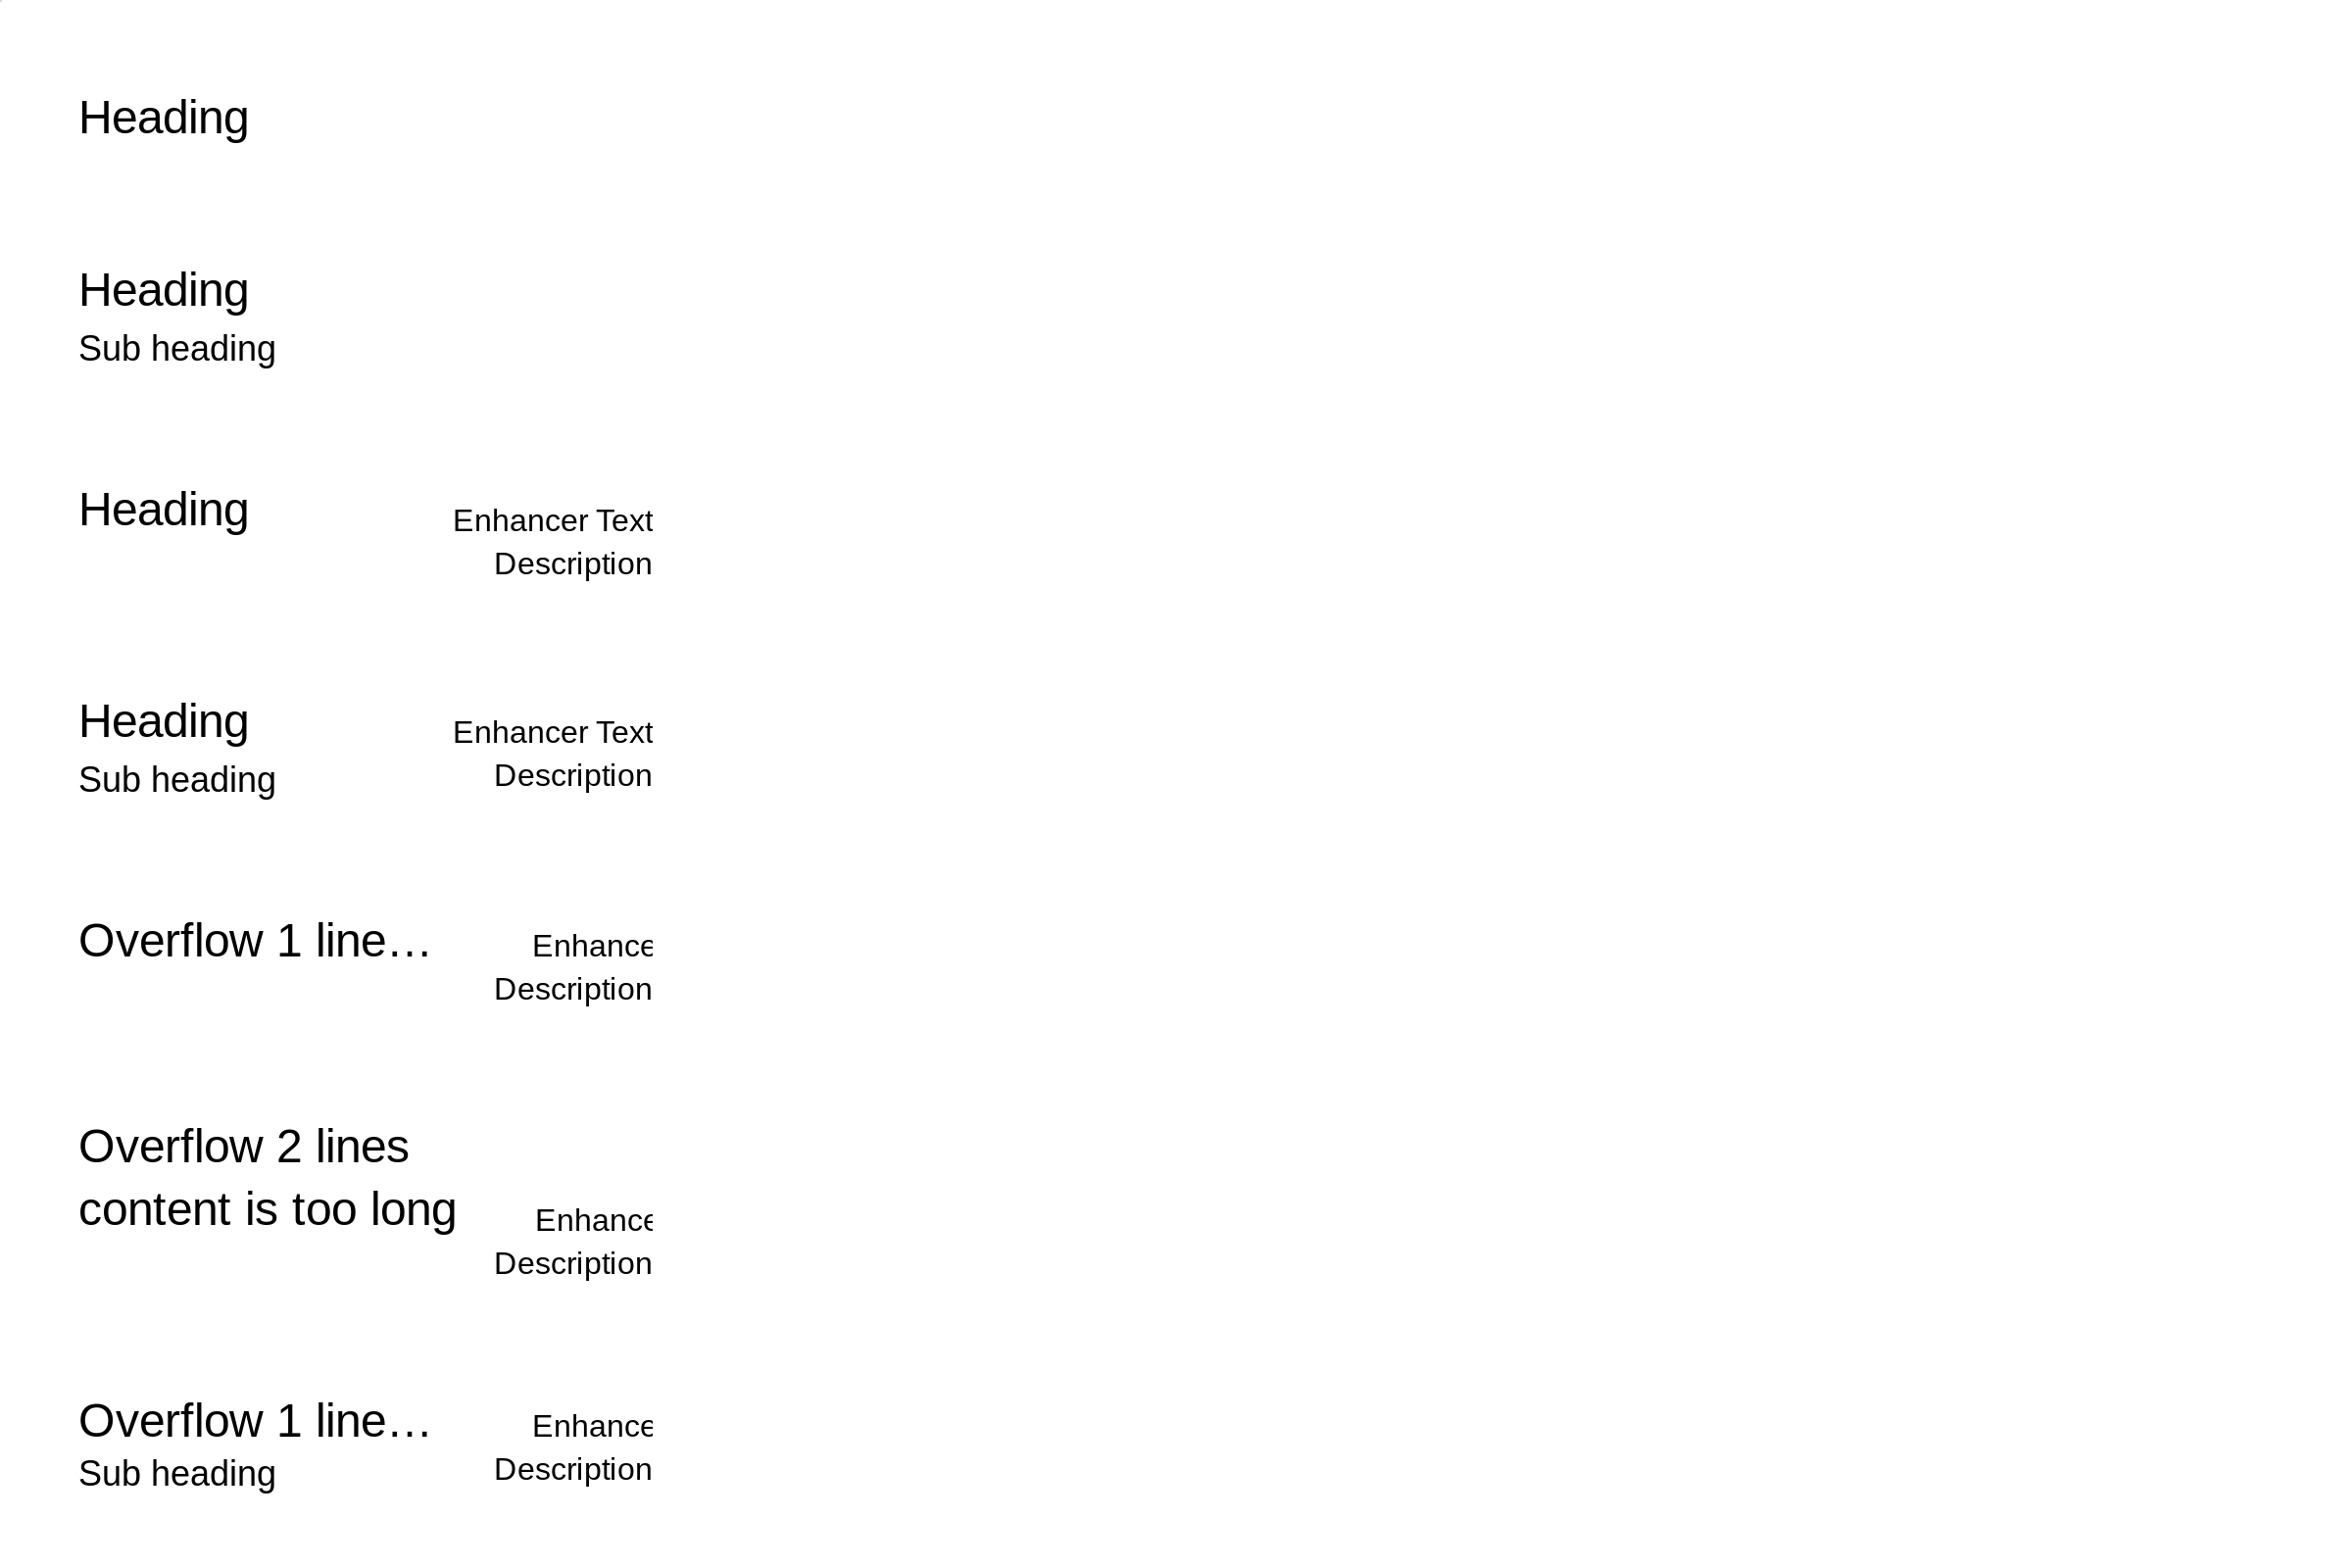 Heading
Heading
Sub heading
Heading
Enhancer Text
Description
Heading
Enhancer Text
Sub heading
Description
Overflow 1 line…
Enhance
Description
Overflow 2 lines
content is too long
Enhance
Description
Overflow 1 line…
Enhance
Sub heading
Description